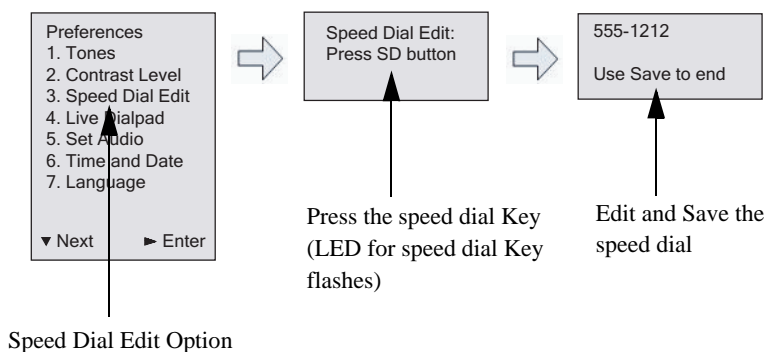 Preferences
1. Tones
2. Contrast Level
3. Speed Dial Edit
4. Live Dialpad
5. Set Audio
6. Time and Date
7. Language
▼ Next ► Enter
Speed Dial Edit Option
Speed Dial Edit:
Press SD button
Press the speed dial Key
(LED for speed dial Key
flashes)
555-1212
Use Save to end
Edit and Save the
speed dial